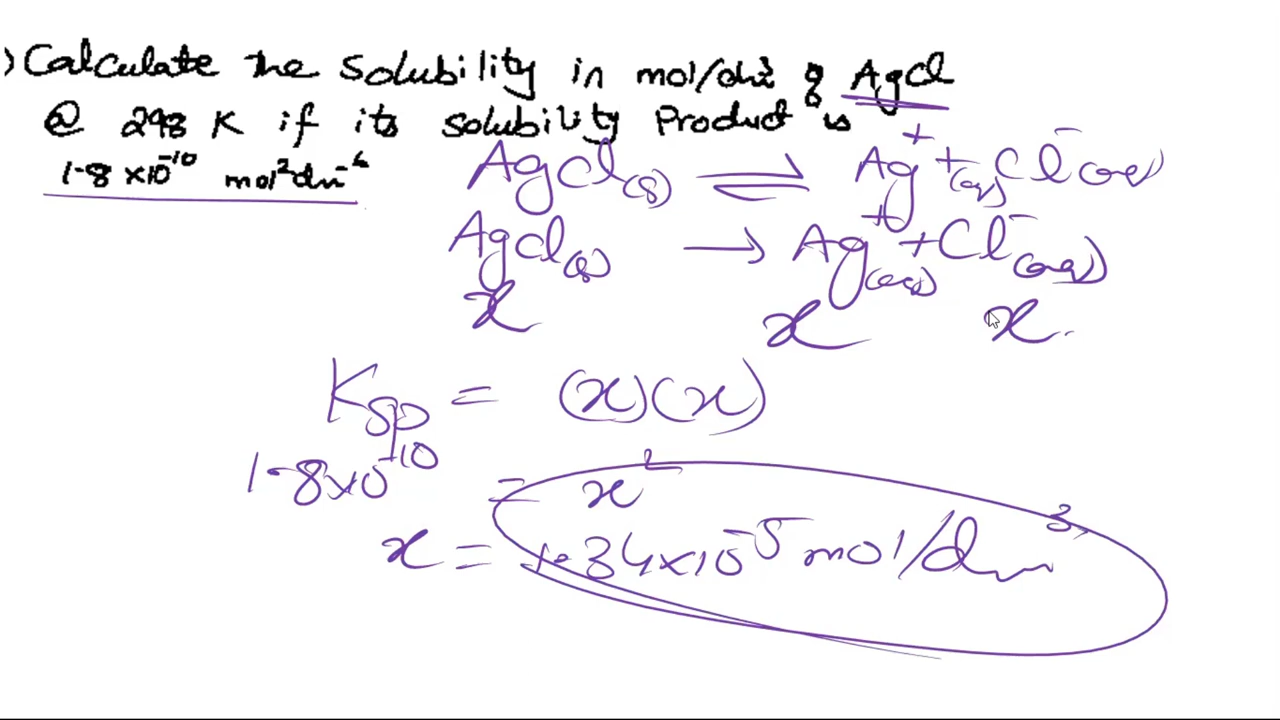 ) Calculate the solubility in mol/dm³ of AgCl
@ 298 K if its solubility Product is
1.8 ×10⁻¹⁰ mol²dm⁻⁶
AgCl(s) ⇌ Ag⁺(aq) + Cl⁻(aq)
AgCl(s) → Ag⁺(aq) + Cl⁻(aq)
x x x
Ksp = (x)(x)
1.8×10⁻¹⁰ = x²
x = 1.34×10⁻⁵ mol/dm³